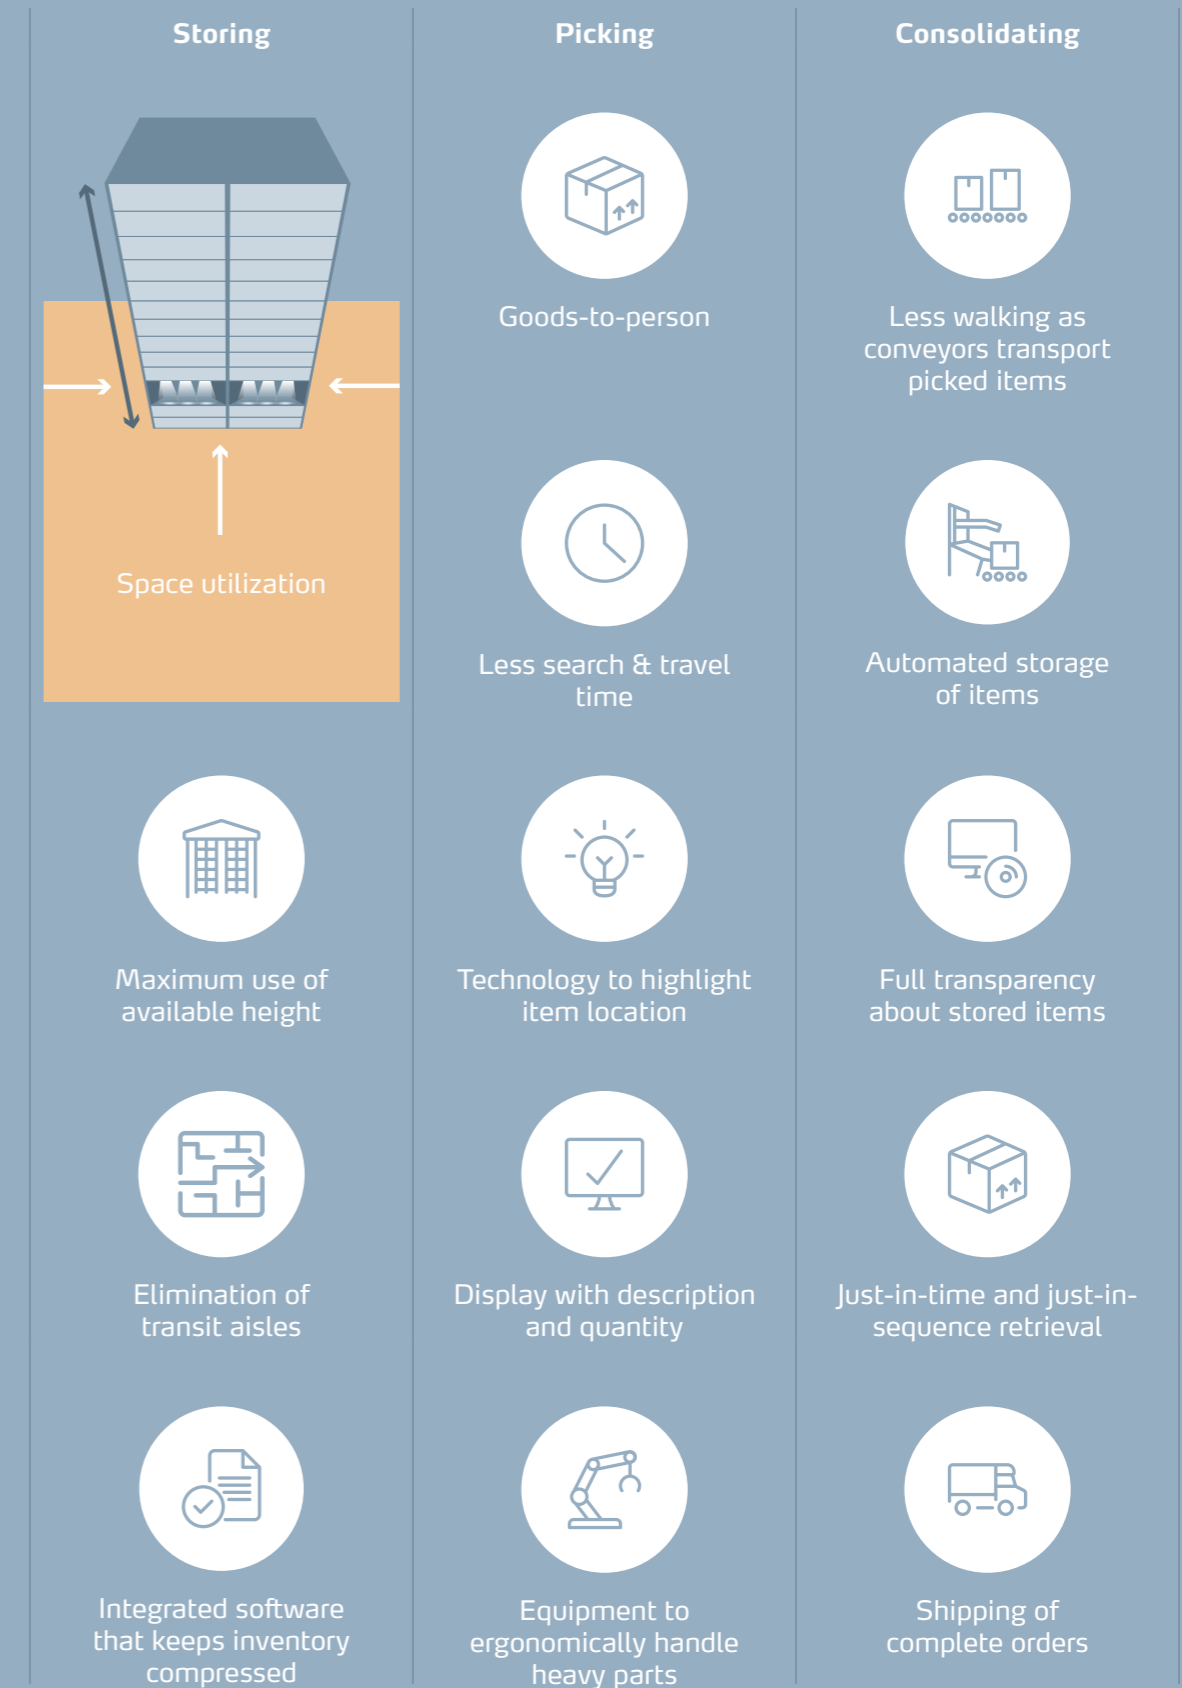 Storing
Space utilization
Maximum use of
available height
Elimination of
transit aisles
Integrated software
that keeps inventory
compressed
Picking
Goods-to-person
Less search & travel
time
Technology to highlight
item location
Display with description
and quantity
Equipment to
ergonomically handle
heavy parts
Consolidating
Less walking as
conveyors transport
picked items
Automated storage
of items
Full transparency
about stored items
Just-in-time and just-in-
sequence retrieval
Shipping of
complete orders